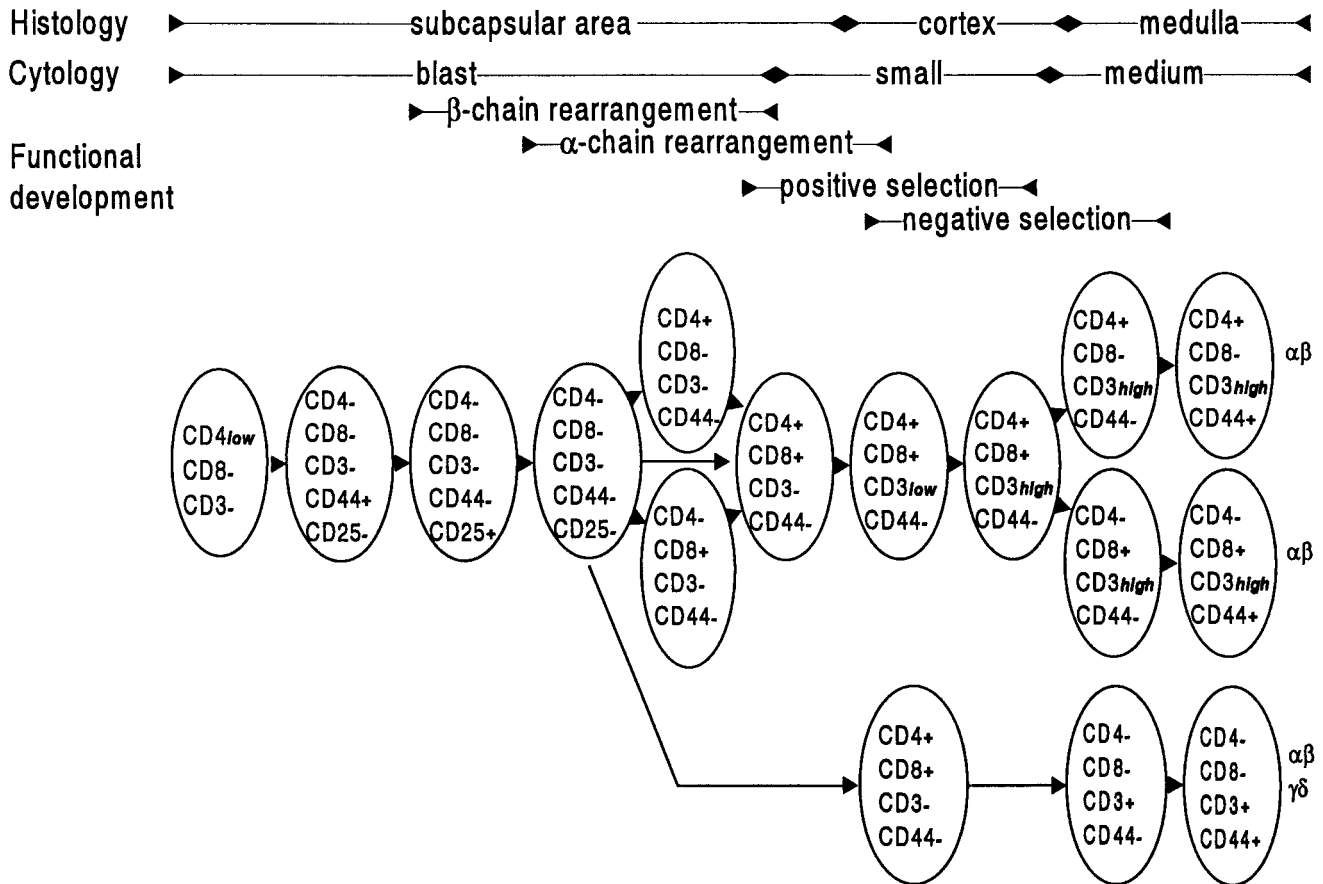 Histology subcapsular area cortex medulla
Cytology blast small medium
β-chain rearrangement
α-chain rearrangement
Functional
development
positive selection
negative selection
CD4low
CD8-
CD3-
CD4-
CD8-
CD3-
CD44+
CD25-
CD4-
CD8-
CD3-
CD44-
CD25+
CD4-
CD8-
CD3-
CD44-
CD25-
CD4+
CD8-
CD3-
CD44-
CD4-
CD8+
CD3-
CD44-
CD4+
CD8+
CD3-
CD44-
CD4+
CD8+
CD3low
CD44-
CD4+
CD8+
CD3high
CD44-
CD4+
CD8-
CD3high
CD44-
CD4+
CD8-
CD3high
CD44+
αβ
CD4-
CD8+
CD3high
CD44-
CD4-
CD8+
CD3high
CD44+
αβ
CD4+
CD8+
CD3-
CD44-
CD4-
CD8-
CD3+
CD44-
CD4-
CD8-
CD3+
CD44+
αβ
γδ